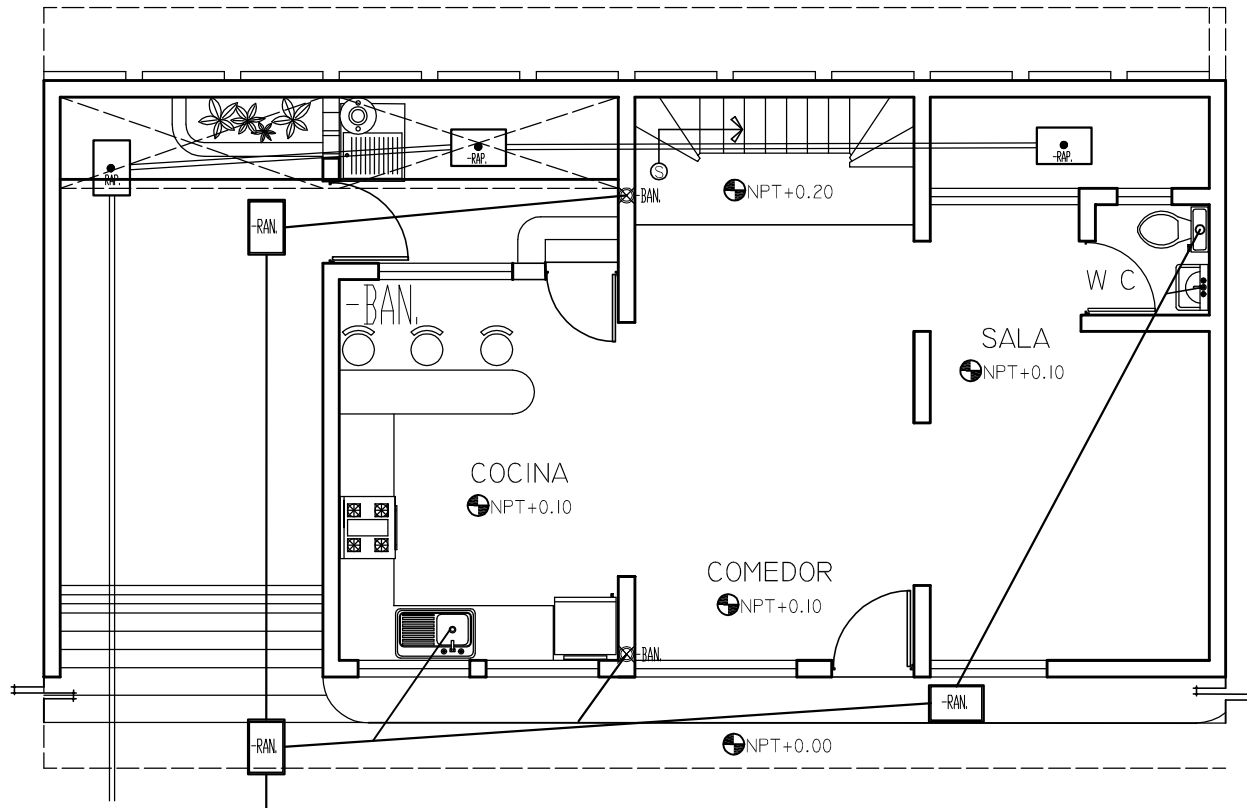 -RAP.
-RAP.
-RAP.
S
-BAN.
NPT+0.20
-RAN.
W C
-BAN.
SALA
NPT+0.10
COCINA
NPT+0.10
COMEDOR
NPT+0.10
-BAN.
-RAN.
-RAN.
NPT+0.00